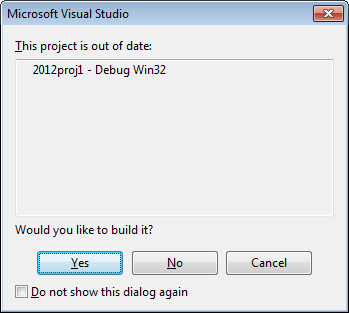 Microsoft Visual Studio
This project is out of date:
2012proj1 - Debug Win32
Would you like to build it?
Yes No Cancel
Do not show this dialog again